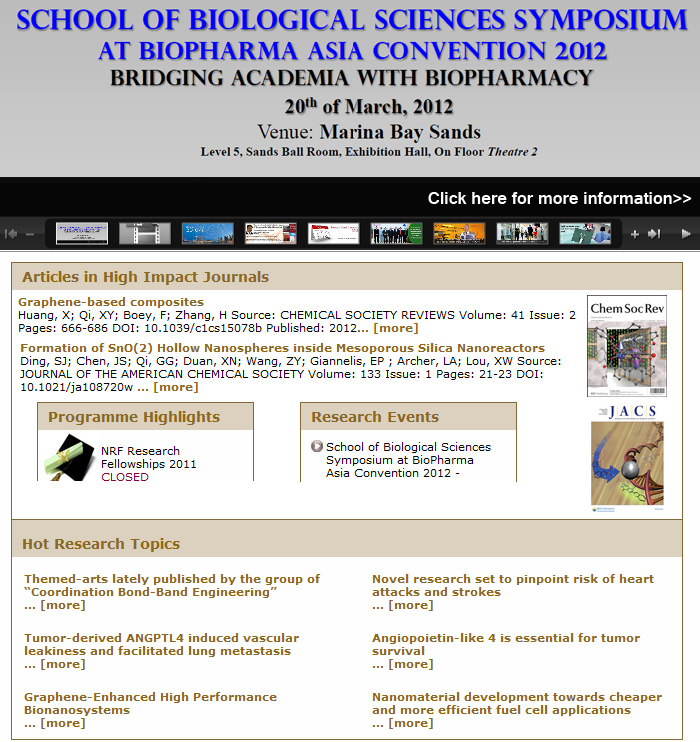 SCHOOL OF BIOLOGICAL SCIENCES SYMPOSIUM
AT BIOPHARMA ASIA CONVENTION 2012
BRIDGING ACADEMIA WITH BIOPHARMACY
20th of March, 2012
Venue: Marina Bay Sands
Level 5, Sands Ball Room, Exhibition Hall, On Floor Theatre 2
Click here for more information>>
Articles in High Impact Journals
Graphene-based composites
Huang, X; Qi, XY; Boey, F; Zhang, H Source: CHEMICAL SOCIETY REVIEWS Volume: 41 Issue: 2
Pages: 666-686 DOI: 10.1039/c1cs15078b Published: 2012... [more]
Formation of SnO(2) Hollow Nanospheres inside Mesoporous Silica Nanoreactors
Ding, SJ; Chen, JS; Qi, GG; Duan, XN; Wang, ZY; Giannelis, EP ; Archer, LA; Lou, XW Source:
JOURNAL OF THE AMERICAN CHEMICAL SOCIETY Volume: 133 Issue: 1 Pages: 21-23 DOI:
10.1021/ja108720w ... [more]
Chem Soc Rev
JACS
Programme Highlights
NRF Research
Fellowships 2011
CLOSED
Research Events
School of Biological Sciences
Symposium at BioPharma
Asia Convention 2012 -
Hot Research Topics
Themed-arts lately published by the group of
“Coordination Bond-Band Engineering”
... [more]
Novel research set to pinpoint risk of heart
attacks and strokes
... [more]
Tumor-derived ANGPTL4 induced vascular
leakiness and facilitated lung metastasis
... [more]
Angiopoietin-like 4 is essential for tumor
survival
... [more]
Graphene-Enhanced High Performance
Bionanosystems
... [more]
Nanomaterial development towards cheaper
and more efficient fuel cell applications
... [more]